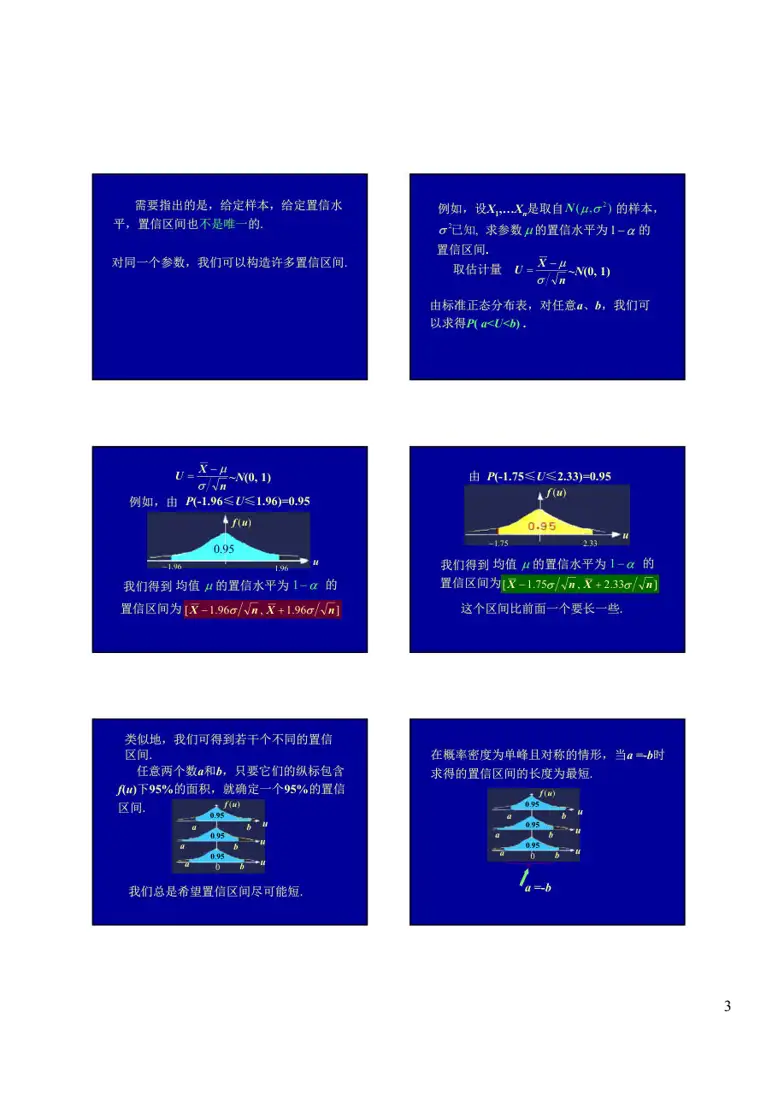 需要指出的是，给定样本，给定置信水
平，置信区间也不是唯一的.
对同一个参数，我们可以构造许多置信区间.
例如，设X1,…Xn是取自 N(μ,σ²) 的样本，
σ²已知, 求参数 μ 的置信水平为 1−α 的
置信区间.
取估计量 U = (X̄−μ)/(σ/√n) ~N(0, 1)
由标准正态分布表，对任意a、b，我们可
以求得P( a<U<b) .
U = (X̄−μ)/(σ/√n) ~N(0, 1)
例如，由 P(-1.96≤U≤1.96)=0.95
f(u)
0.95
u
−1.96 1.96
我们得到 均值 μ 的置信水平为 1−α 的
置信区间为 [X̄−1.96σ/√n , X̄+1.96σ/√n]
由 P(-1.75≤U≤2.33)=0.95
f(u)
0.95
u
−1.75 2.33
我们得到 均值 μ 的置信水平为 1−α 的
置信区间为 [X̄−1.75σ/√n , X̄+2.33σ/√n]
这个区间比前面一个要长一些.
类似地，我们可得到若干个不同的置信
区间.
任意两个数a和b，只要它们的纵标包含
f(u)下95%的面积，就确定一个95%的置信
区间.
f(u)
0.95
a b u
0.95
a b u
0.95
a 0 b u
我们总是希望置信区间尽可能短.
在概率密度为单峰且对称的情形，当a =-b时
求得的置信区间的长度为最短.
f(u)
0.95
a b u
0.95
a b u
0.95
a 0 b u
a =-b
3